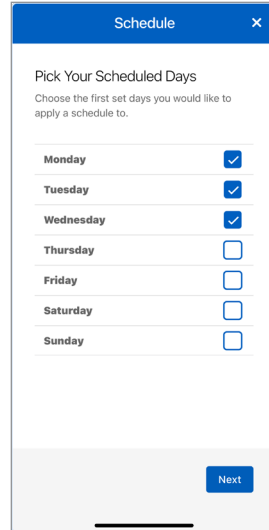 Schedule
Pick Your Scheduled Days
Choose the first set days you would like to
apply a schedule to.
Monday
Tuesday
Wednesday
Thursday
Friday
Saturday
Sunday
Next